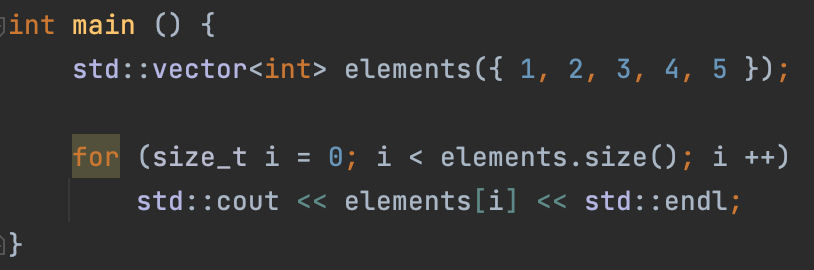 int main () {
    std::vector<int> elements({ 1, 2, 3, 4, 5 });

    for (size_t i = 0; i < elements.size(); i ++)
        std::cout << elements[i] << std::endl;
}